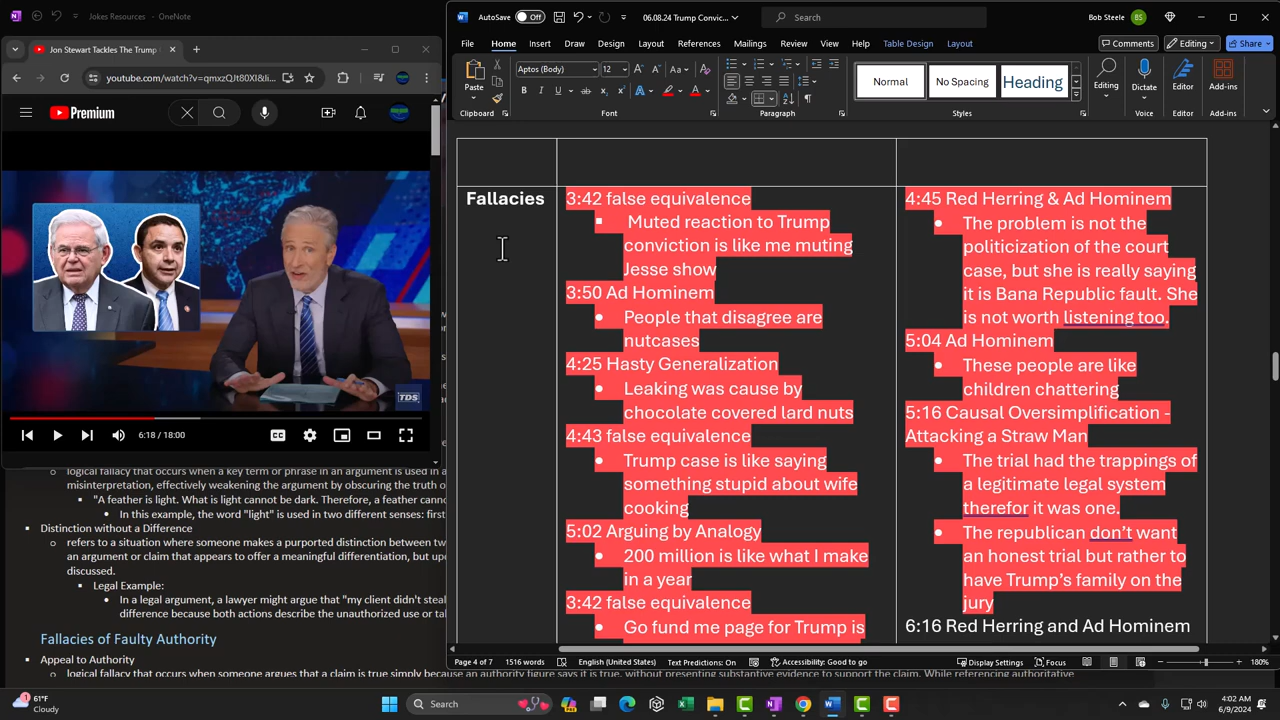 Jokes Resources - OneNote
Jon Stewart Tackles The Trump
youtube.com/watch?v=qmxzQJt80X8&li...
Premium
TDS
6:18 / 18:00
CC
logical fallacy that occurs when a key term or phrase in an argument is used in a
misinterpretation, effectively weakening the argument by obscuring the truth o
"A feather is light. What is light cannot be dark. Therefore, a feather cann
In this example, the word "light" is used in two different senses: first
Distinction without a Difference
refers to a situation where someone makes a purported distinction between tw
an argument or claim that appears to offer a meaningful differentiation, but up
discussed.
Legal Example:
In a legal argument, a lawyer might argue that "my client didn't steal
difference because both actions describe the unauthorized use or tak
Fallacies of Faulty Authority
Appeal to Authority
logical fallacy that occurs when someone argues that a claim is true simply because an authority figure says it is true, without presenting substantive evidence to support the claim. While referencing authoritative
AutoSave Off
06.08.24 Trump Convic...
Search
Bob Steele BS
File Home Insert Draw Design Layout References Mailings Review View Help Table Design Layout
Comments Editing Share
Paste
Clipboard
Aptos (Body) 12
Font
Paragraph
Normal
No Spacing
Heading
Styles
Editing
Dictate
Voice
Editor
Editor
Add-ins
Add-ins
Fallacies
3:42 false equivalence
Muted reaction to Trump
conviction is like me muting
Jesse show
3:50 Ad Hominem
People that disagree are
nutcases
4:25 Hasty Generalization
Leaking was cause by
chocolate covered lard nuts
4:43 false equivalence
Trump case is like saying
something stupid about wife
cooking
5:02 Arguing by Analogy
200 million is like what I make
in a year
3:42 false equivalence
Go fund me page for Trump is
4:45 Red Herring & Ad Hominem
The problem is not the
politicization of the court
case, but she is really saying
it is Bana Republic fault. She
is not worth listening too.
5:04 Ad Hominem
These people are like
children chattering
5:16 Causal Oversimplification -
Attacking a Straw Man
The trial had the trappings of
a legitimate legal system
therefor it was one.
The republican don't want
an honest trial but rather to
have Trump's family on the
jury
6:16 Red Herring and Ad Hominem
Page 4 of 7 1516 words English (United States) Text Predictions: On Accessibility: Good to go Display Settings Focus 180%
61°F
Cloudy
Search
4:02 AM
6/9/2024